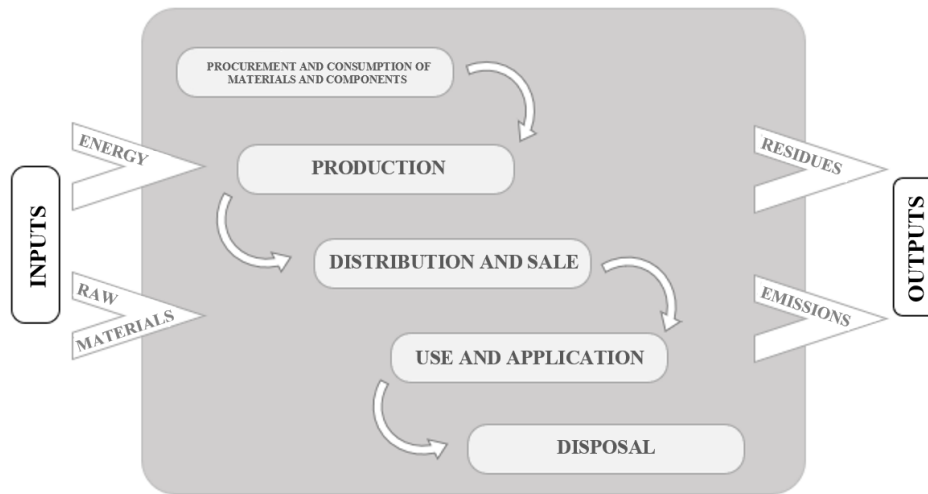 PROCUREMENT AND CONSUMPTION OF
MATERIALS AND COMPONENTS
ENERGY
RESIDUES
PRODUCTION
INPUTS
OUTPUTS
DISTRIBUTION AND SALE
RAW
MATERIALS
EMISSIONS
USE AND APPLICATION
DISPOSAL